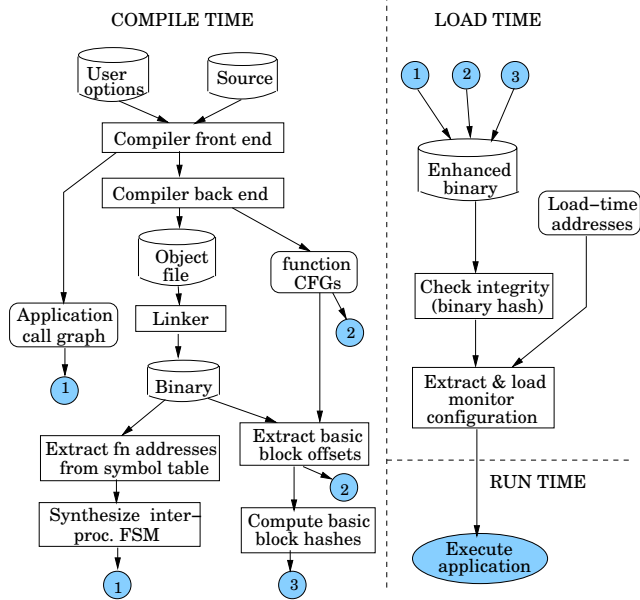 COMPILE TIME
User
options
Source
Compiler front end
Compiler back end
Object
file
function
CFGs
2
Application
call graph
1
Linker
Binary
Extract fn addresses
from symbol table
Extract basic
block offsets
2
Synthesize inter-
proc. FSM
1
Compute basic
block hashes
3
LOAD TIME
1
2
3
Enhanced
binary
Load-time
addresses
Check integrity
(binary hash)
Extract & load
monitor
configuration
RUN TIME
Execute
application